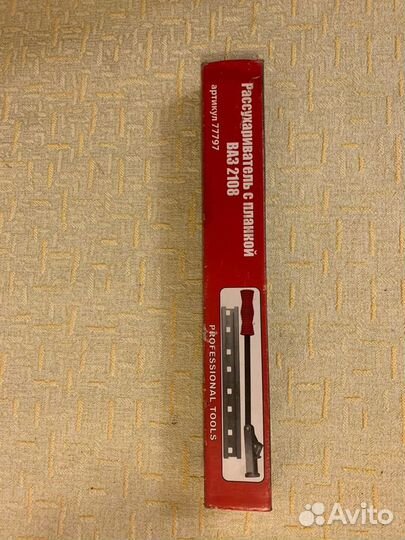 Рассухариватель с планкой
ВАЗ 2108
артикул 77797
PROFESSIONAL TOOLS
Avito